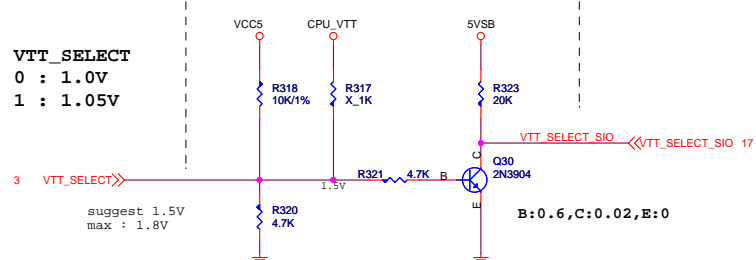 VCC5
CPU_VTT
5VSB
VTT_SELECT
0 : 1.0V
1 : 1.05V
R318
10K/1%
R317
X_1K
R323
20K
VTT_SELECT_SIO
VTT_SELECT_SIO 17
C
Q30
2N3904
3 VTT_SELECT
R321 4.7K
B
1.5V
suggest 1.5V
max : 1.8V
R320
4.7K
E
B:0.6,C:0.02,E:0